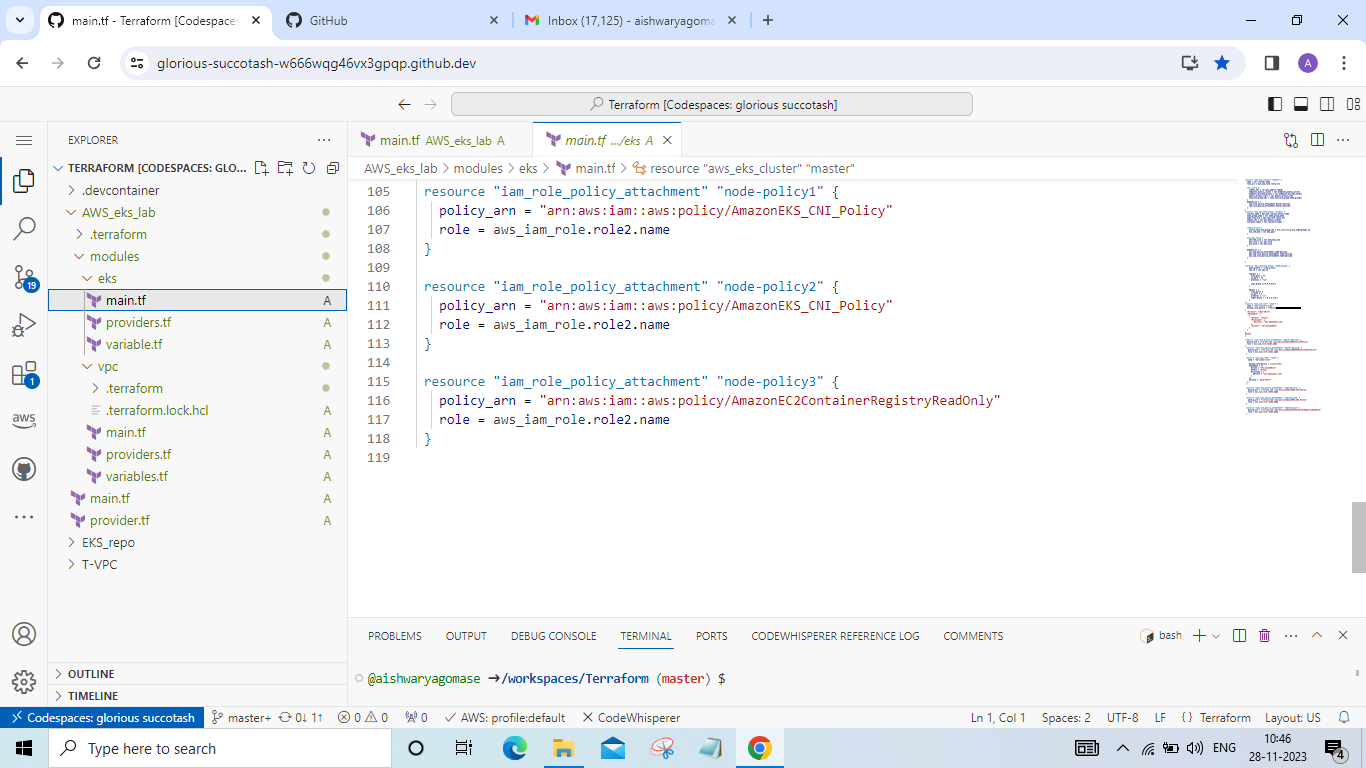 main.tf - Terraform [Codespaces
GitHub
Inbox (17,125) - aishwaryagoma
glorious-succotash-w666wqg46vx3gpqp.github.dev
A
Terraform [Codespaces: glorious succotash]
EXPLORER
TERRAFORM [CODESPACES: GLO...
.devcontainer
AWS_eks_lab
.terraform
modules
eks
main.tf A
providers.tf A
variable.tf A
vpc
.terraform
.terraform.lock.hcl A
main.tf A
providers.tf A
variables.tf A
main.tf A
provider.tf A
EKS_repo
T-VPC
OUTLINE
TIMELINE
19
1
aws
main.tf AWS_eks_lab A
main.tf .../eks A
AWS_eks_lab > modules > eks > main.tf > resource "aws_eks_cluster" "master"
105 resource "iam_role_policy_attachment" "node-policy1" {
106 policy_arn = "arn:aws:iam::aws:policy/AmazonEKS_CNI_Policy"
107 role = aws_iam_role.role2.name
108 }
109
110 resource "iam_role_policy_attachment" "node-policy2" {
111 policy_arn = "arn:aws:iam::aws:policy/AmazonEKS_CNI_Policy"
112 role = aws_iam_role.role2.name
113 }
114
115 resource "iam_role_policy_attachment" "node-policy3" {
116 policy_arn = "arn:aws:iam::aws:policy/AmazonEC2ContainerRegistryReadOnly"
117 role = aws_iam_role.role2.name
118 }
119
PROBLEMS OUTPUT DEBUG CONSOLE TERMINAL PORTS CODEWHISPERER REFERENCE LOG COMMENTS
bash
@aishwaryagomase →/workspaces/Terraform (master) $
Codespaces: glorious succotash master+ 0↓ 1↑ 0 0 0 AWS: profile:default CodeWhisperer Ln 1, Col 1 Spaces: 2 UTF-8 LF {} Terraform Layout: US
Type here to search
ENG
10:46
28-11-2023
4